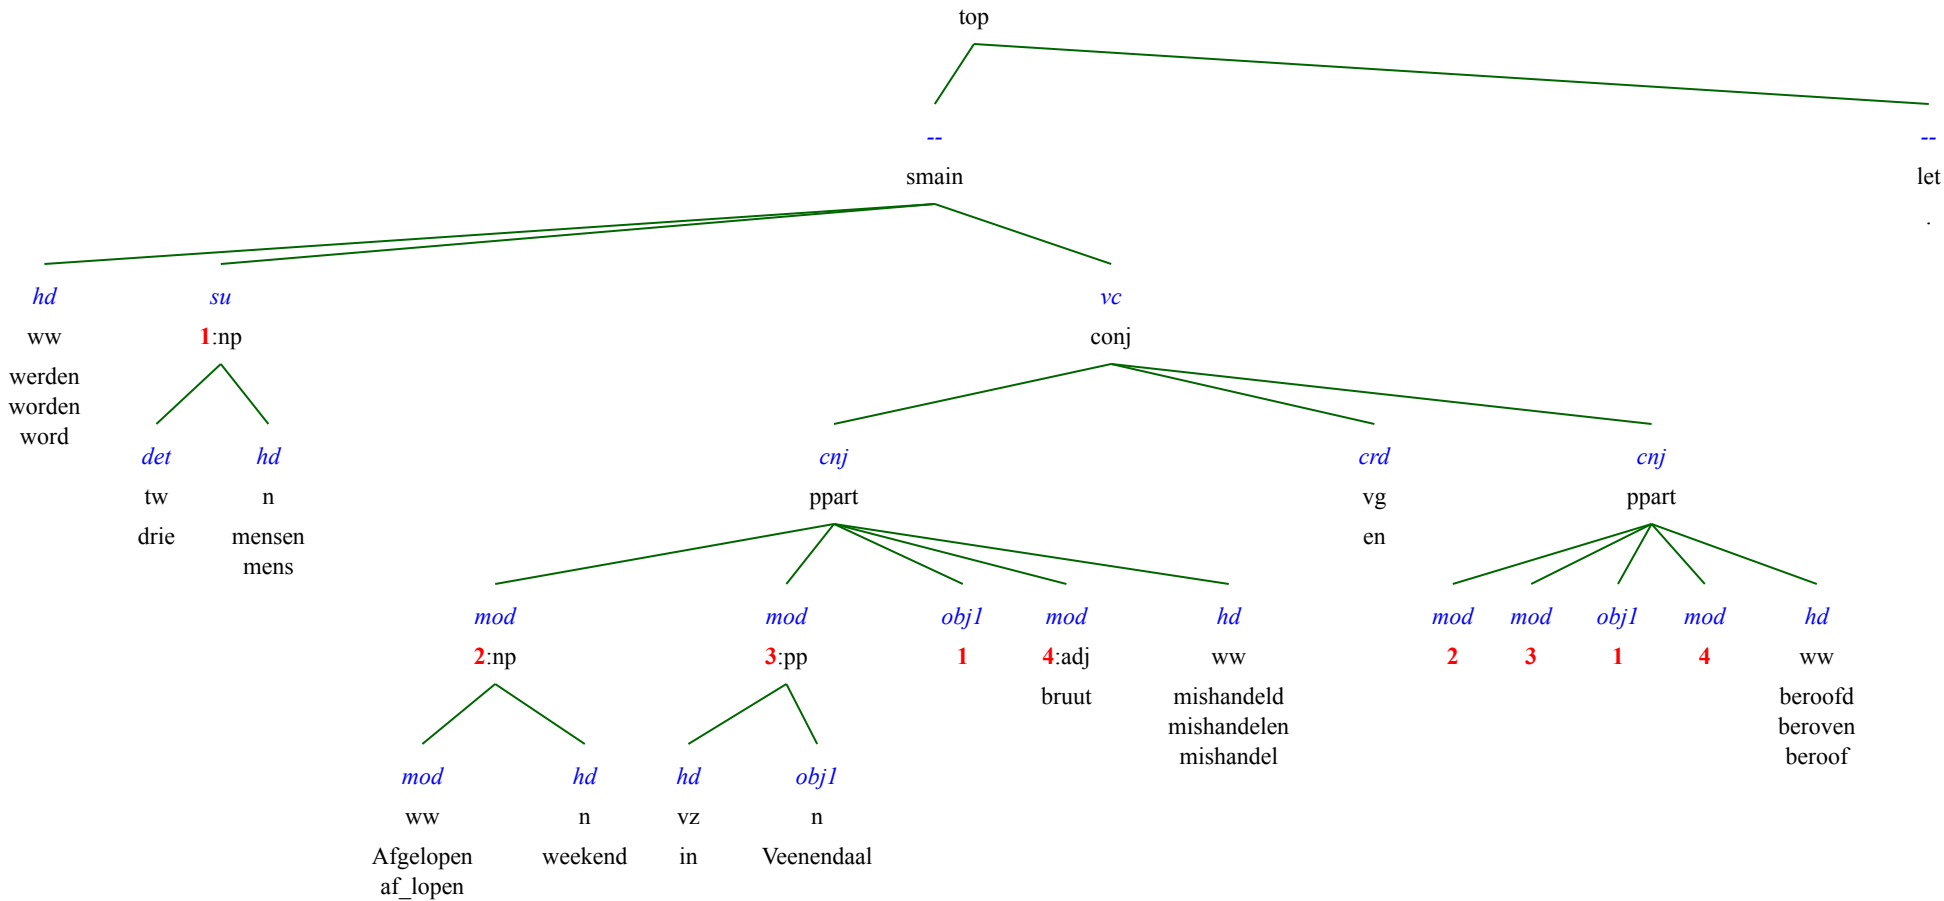 top
-- --
smain let
.
hd su vc
ww 1:np conj
werden
worden
word
det hd cnj crd cnj
tw n ppart vg ppart
drie mensen en
mens
mod mod obj1 mod hd mod mod obj1 mod hd
2:np 3:pp 1 4:adj ww 2 3 1 4 ww
bruut mishandeld beroofd
mishandelen beroven
mishandel beroof
mod hd hd obj1
ww n vz n
Afgelopen weekend in Veenendaal
af_lopen